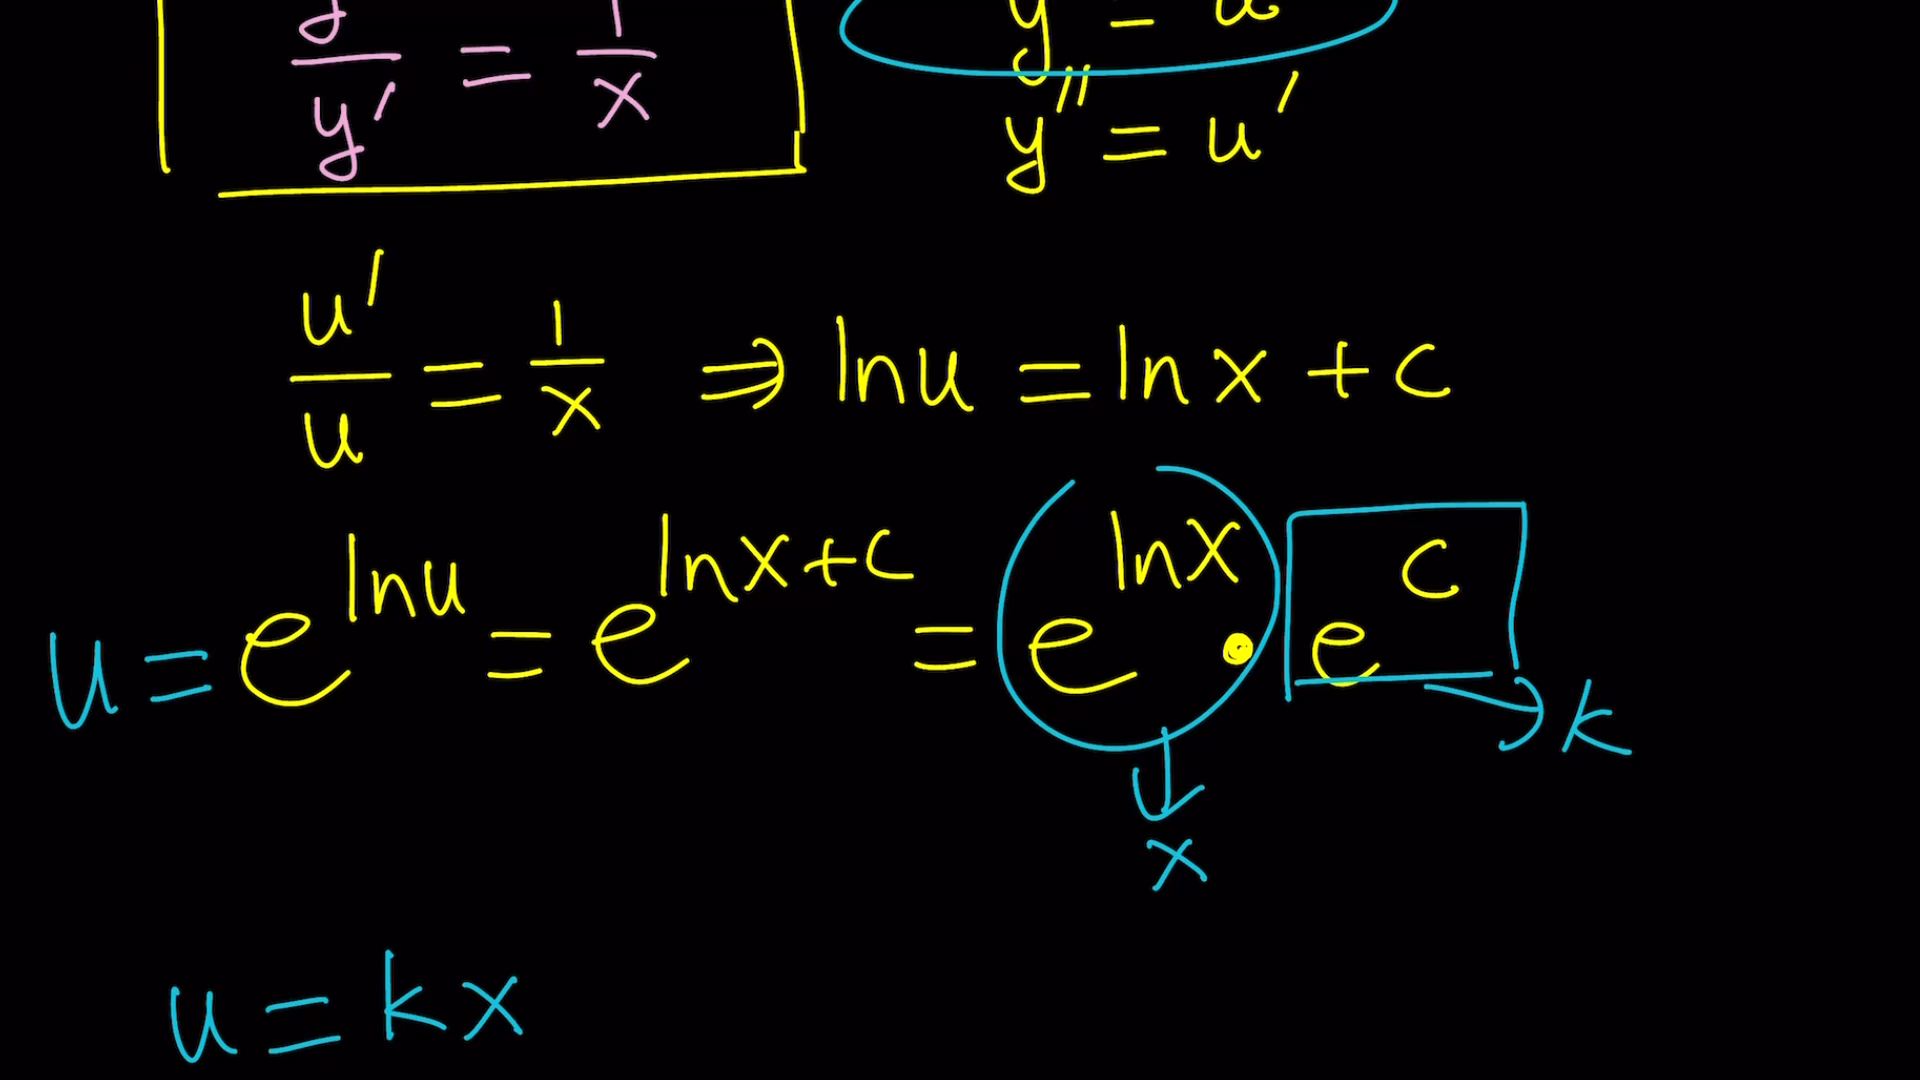 y' = 1/x
y = u
y'' = u'
u'/u = 1/x ⇒ ln u = ln x + c
u = e^{ln u} = e^{ln x + c} = e^{ln x} · e^c → k
x
u = kx